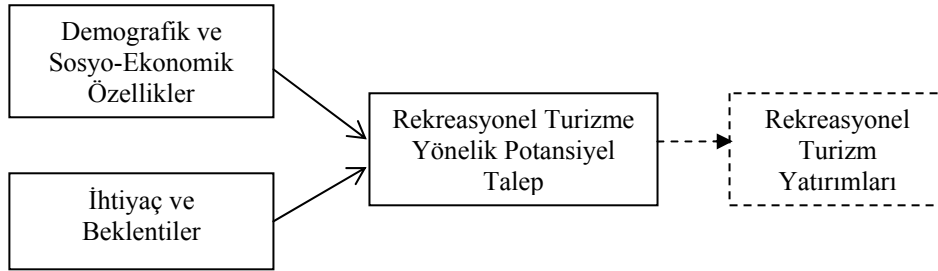 Demografik ve
Sosyo-Ekonomik
Özellikler
İhtiyaç ve
Beklentiler
Rekreasyonel Turizme
Yönelik Potansiyel
Talep
Rekreasyonel
Turizm
Yatırımları